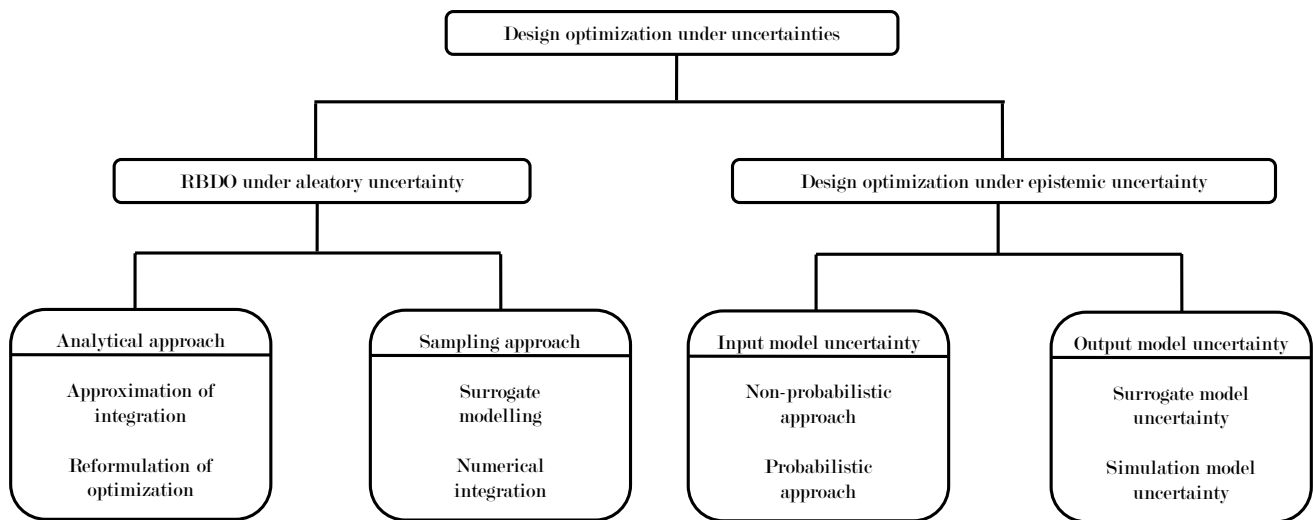 Design optimization under uncertainties
RBDO under aleatory uncertainty
Design optimization under epistemic uncertainty
Analytical approach
Approximation of
integration
Reformulation of
optimization
Sampling approach
Surrogate
modelling
Numerical
integration
Input model uncertainty
Non-probabilistic
approach
Probabilistic
approach
Output model uncertainty
Surrogate model
uncertainty
Simulation model
uncertainty